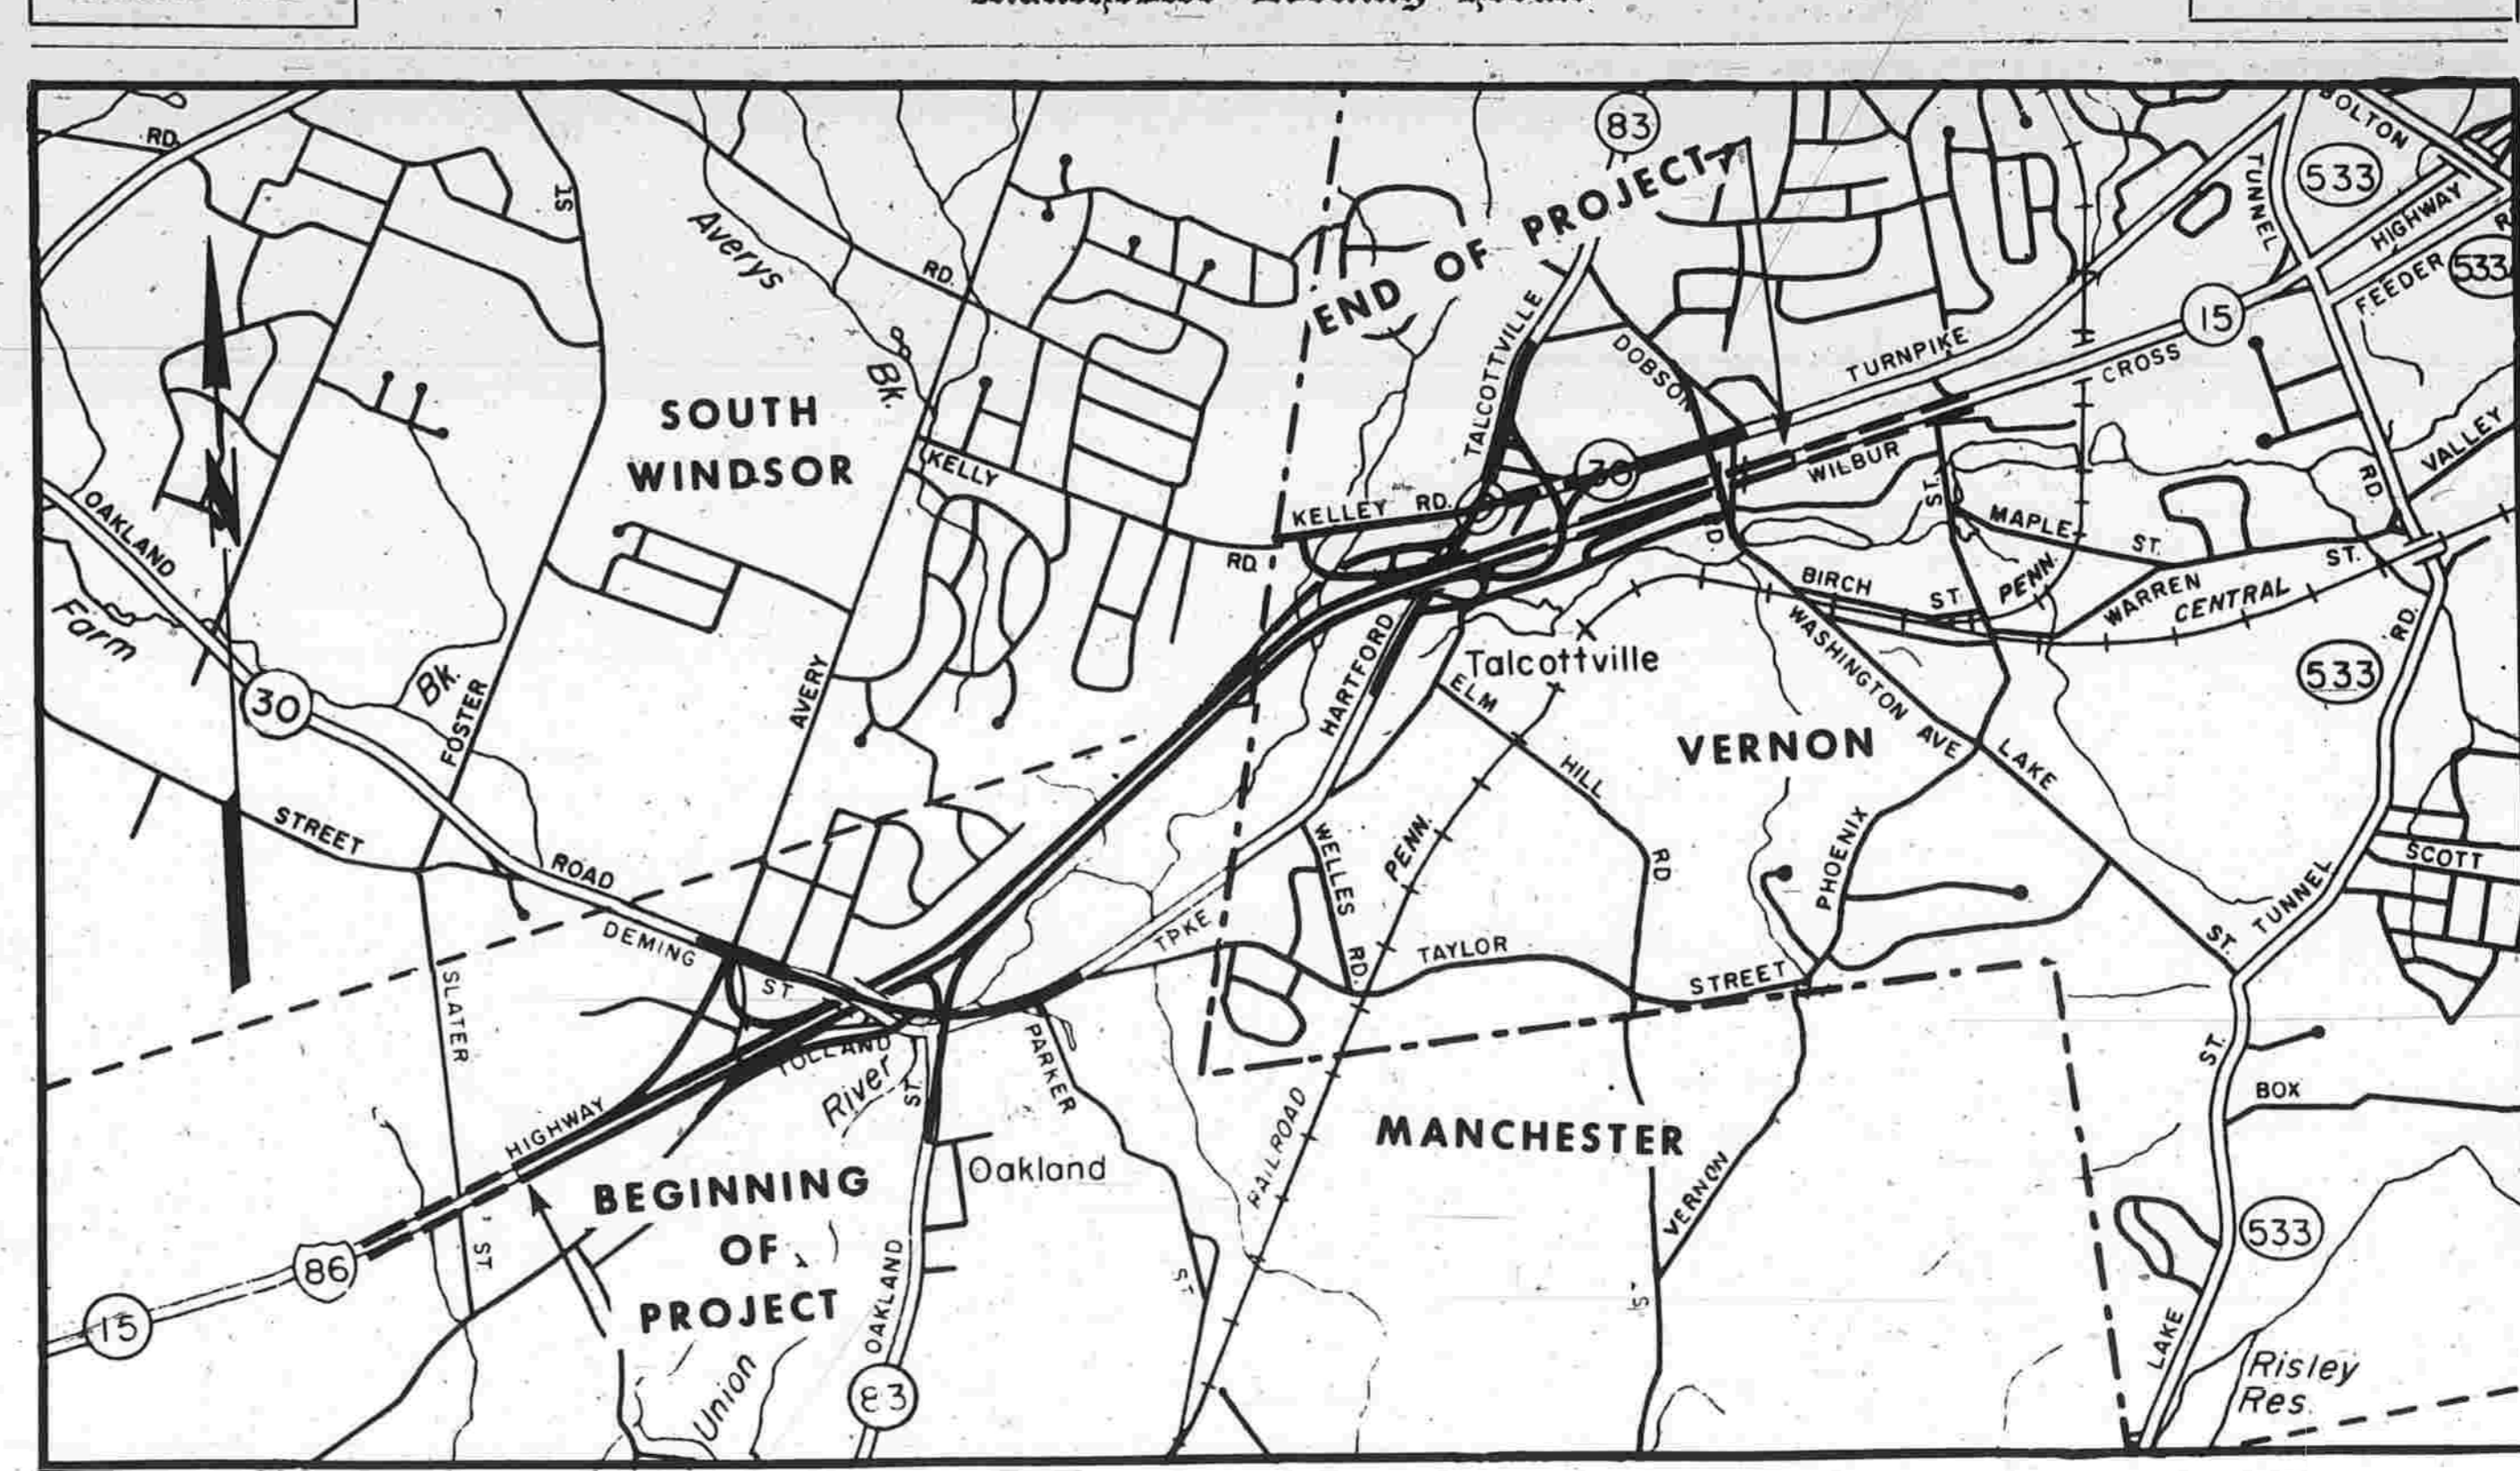 RD.
ST
Averys
Bk.
RD.
83
END OF PROJECT
BOLTON
TUNNEL
533
HIGHWAY
FEEDER
533
15
TURNPIKE
CROSS
TALCOTTVILLE
DOBSON
SOUTH
WINDSOR
KELLY
RD.
KELLEY RD.
30
WILBUR
VALLEY
RD.
OAKLAND
Farm
Bk.
RD.
ST.
MAPLE
ST.
ST.
BIRCH
ST.
PENN.
WARREN
CENTRAL
30
FOSTER
AVERY
HARTFORD
Talcottville
ELM
HILL
RD.
WASHINGTON AVE
LAKE
ST.
VERNON
533
RD.
STREET
ROAD
DEMING
ST
WELLES
RD.
PENN.
PHOENIX
SCOTT
TUNNEL
TPKE
TAYLOR
STREET
SLATER
ST
TOLLAND
River
ST.
PARKER
ST
HIGHWAY
BEGINNING
OF
PROJECT
Oakland
RAILROAD
MANCHESTER
VERNON
ST
ST.
BOX
86
15
OAKLAND
83
Union
533
LAKE
Risley
Res.